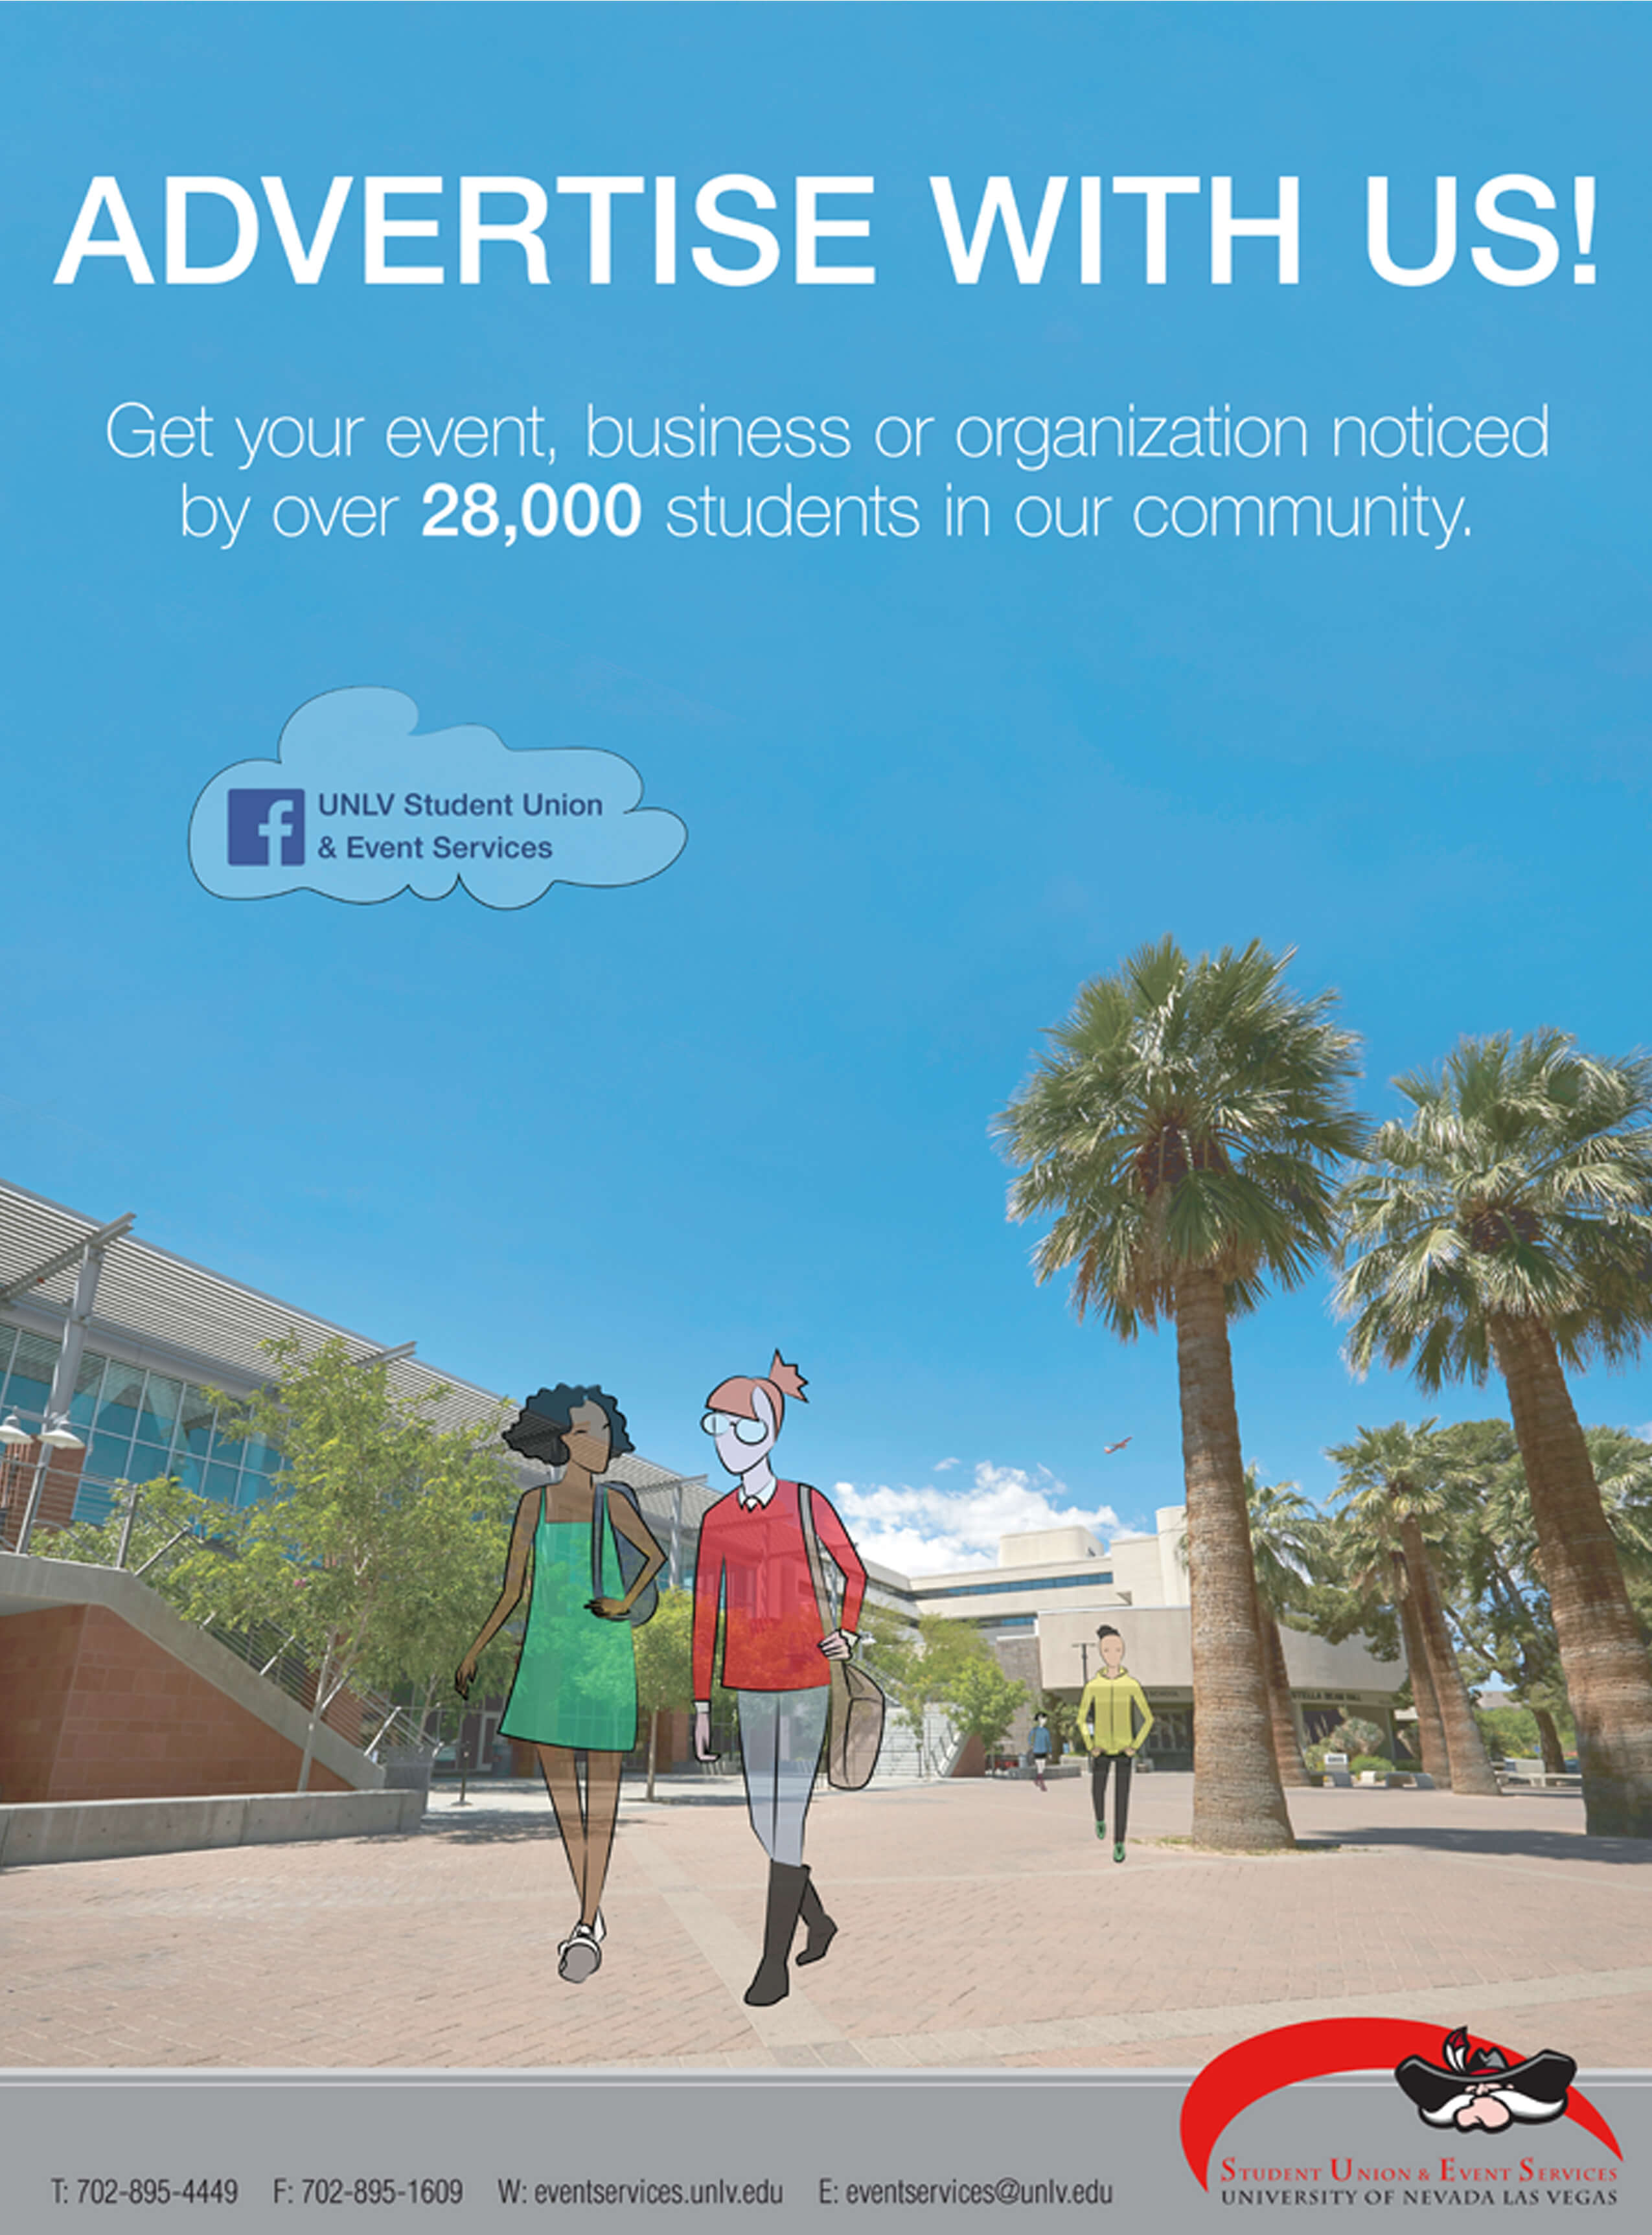 ADVERTISE WITH US!
Get your event, business or organization noticed
by over 28,000 students in our community.
UNLV Student Union
& Event Services
T: 702-895-4449 F: 702-895-1609 W: eventservices.unlv.edu E: eventservices@unlv.edu
STUDENT UNION & EVENT SERVICES
UNIVERSITY OF NEVADA LAS VEGAS